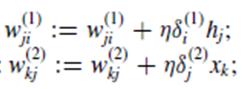 w_{ji}^{(1)} := w_{ji}^{(1)} + ηδ_i^{(1)} h_j;
: w_{kj}^{(2)} := w_{kj}^{(2)} + ηδ_j^{(2)} x_k;